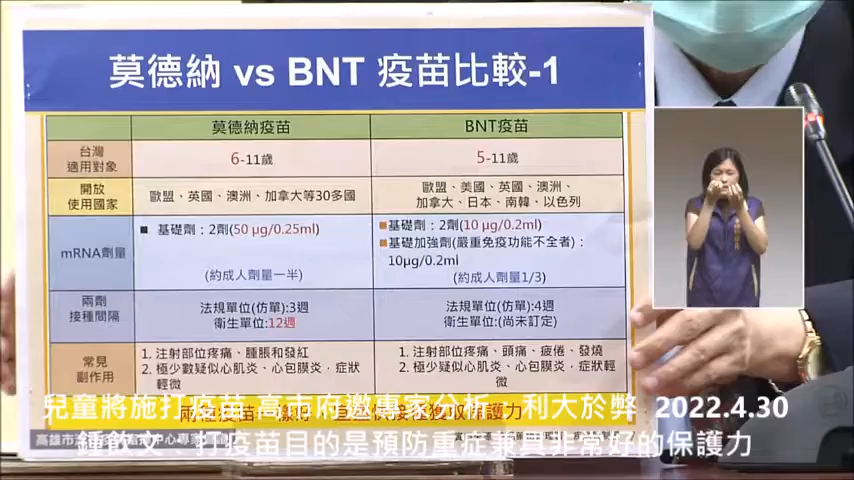 莫德納 vs BNT 疫苗比較-1
莫德納疫苗
BNT疫苗
台灣
適用對象
6-11歲
5-11歲
開放
使用國家
歐盟、英國、澳洲、加拿大等30多國
歐盟、美國、英國、澳洲、
加拿大、日本、南韓、以色列
mRNA劑量
■ 基礎劑：2劑(50 μg/0.25ml)
(約成人劑量一半)
■基礎劑：2劑(10 μg/0.2ml)
■基礎加強劑(嚴重免疫功能不全者)：
10μg/0.2ml
(約成人劑量1/3)
兩劑
接種間隔
法規單位(仿單):3週
衛生單位:12週
法規單位(仿單):4週
衛生單位:(尚未訂定)
常見
副作用
1. 注射部位疼痛、腫脹和發紅
2. 極少數疑似心肌炎、心包膜炎，症狀
輕微
1. 注射部位疼痛、頭痛、疲倦、發燒
2. 極少疑似心肌炎、心包膜炎，症狀輕
微
兒童將施打疫苗 高市府邀專家分析 利大於弊 2022.4.30
鍾飲文：打疫苗目的是預防重症兼具非常好的保護力